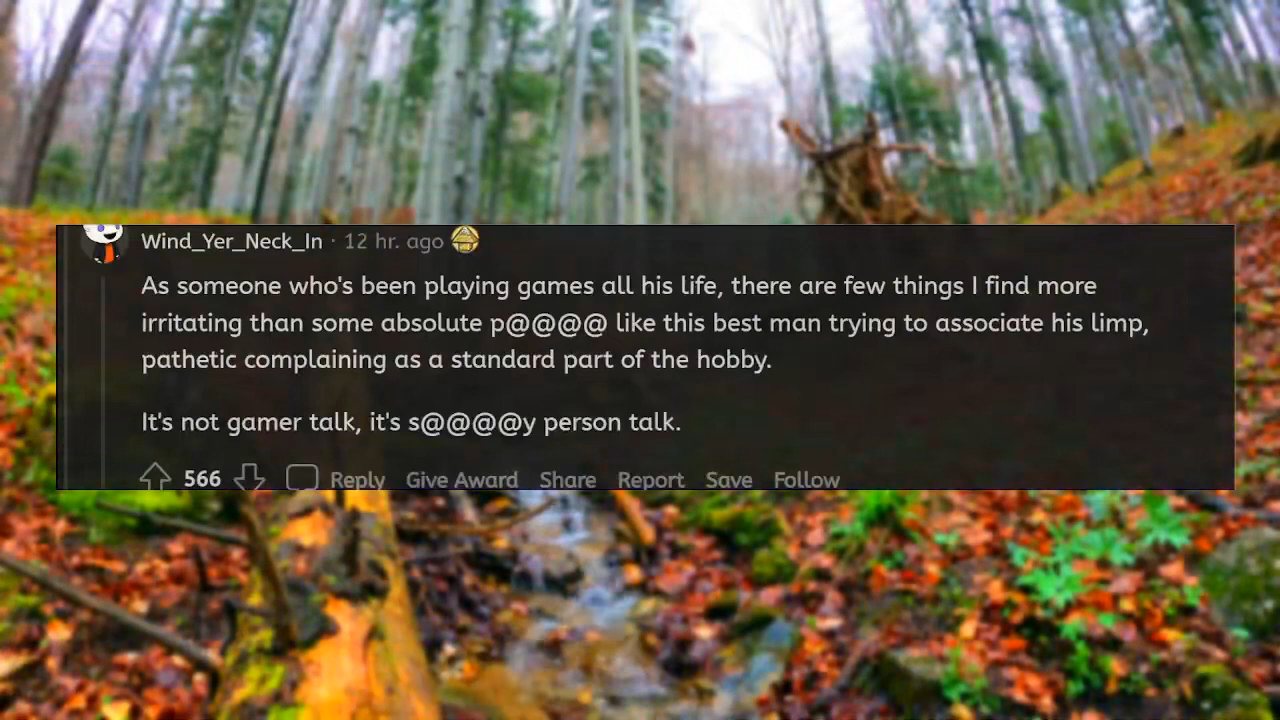 Wind_Yer_Neck_In · 12 hr. ago
As someone who's been playing games all his life, there are few things I find more
irritating than some absolute p@@@@ like this best man trying to associate his limp,
pathetic complaining as a standard part of the hobby.
It's not gamer talk, it's s@@@@y person talk.
566 Reply Give Award Share Report Save Follow